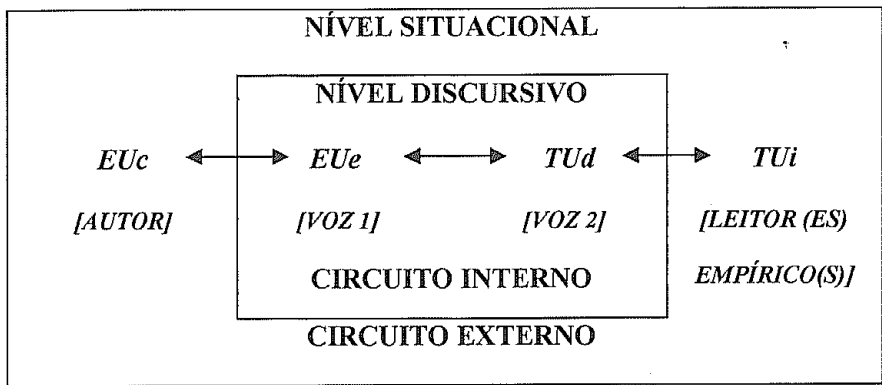 NÍVEL SITUACIONAL
NÍVEL DISCURSIVO
EUc EUe TUd TUi
[AUTOR] [VOZ 1] [VOZ 2] [LEITOR (ES)
CIRCUITO INTERNO EMPÍRICO(S)]
CIRCUITO EXTERNO